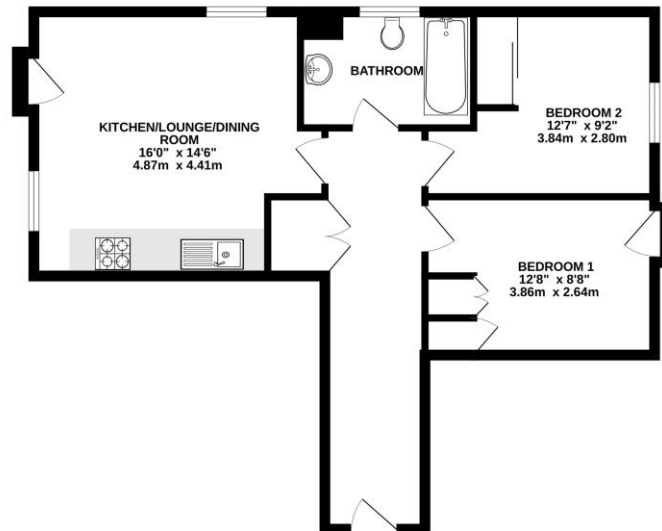 KITCHEN/LOUNGE/DINING
ROOM
16'0" x 14'6"
4.87m x 4.41m
BATHROOM
BEDROOM 2
12'7" x 9'2"
3.84m x 2.80m
BEDROOM 1
12'8" x 8'8"
3.86m x 2.64m